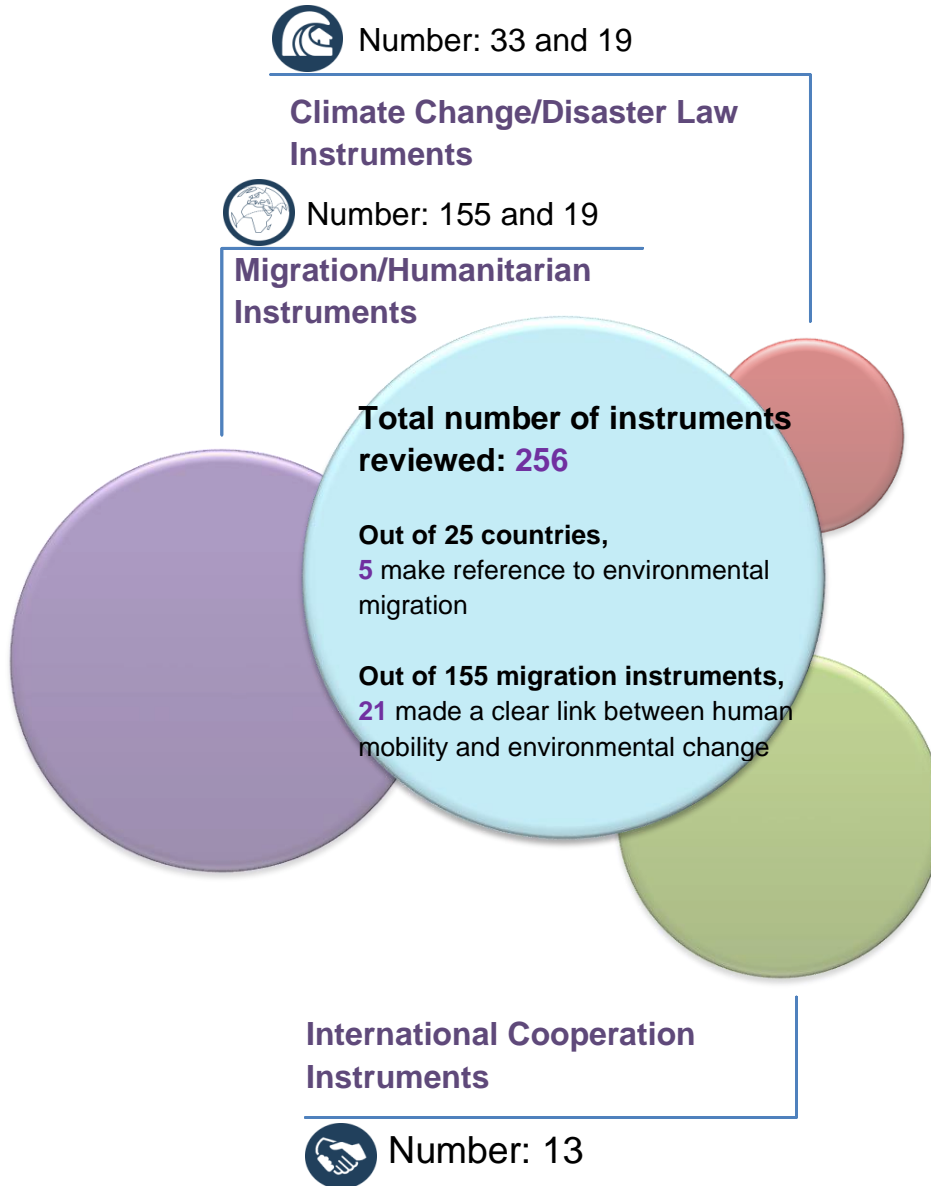 Number: 33 and 19
Climate Change/Disaster Law
Instruments
Number: 155 and 19
Migration/Humanitarian
Instruments
Total number of instruments
reviewed: 256
Out of 25 countries,
5 make reference to environmental
migration
Out of 155 migration instruments,
21 made a clear link between human
mobility and environmental change
International Cooperation
Instruments
Number: 13